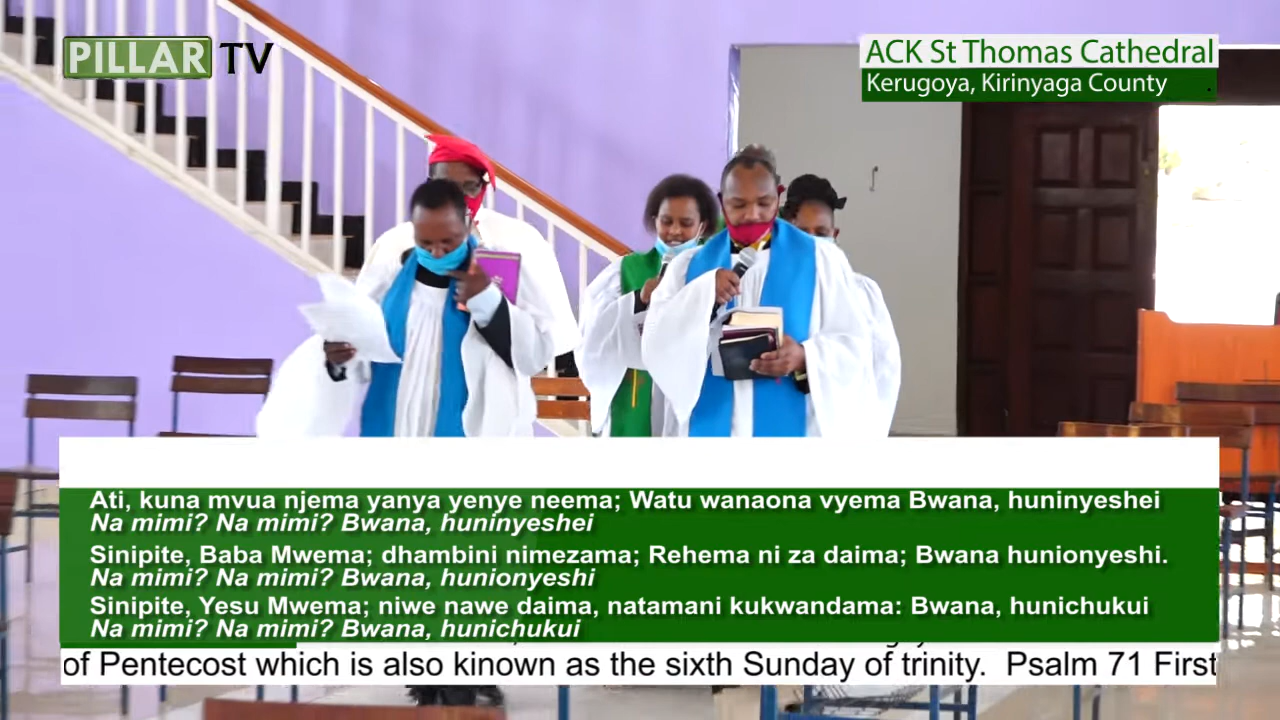 PILLAR TV
ACK St Thomas Cathedral
Kerugoya, Kirinyaga County
Ati, kuna mvua njema yanya yenye neema; Watu wanaona vyema Bwana, huninyeshei
Na mimi? Na mimi? Bwana, huninyeshei
Sinipite, Baba Mwema; dhambini nimezama; Rehema ni za daima; Bwana hunionyeshi.
Na mimi? Na mimi? Bwana, hunionyeshi
Sinipite, Yesu Mwema; niwe nawe daima, natamani kukwandama: Bwana, hunichukui
Na mimi? Na mimi? Bwana, hunichukui
of Pentecost which is also kinown as the sixth Sunday of trinity. Psalm 71 First